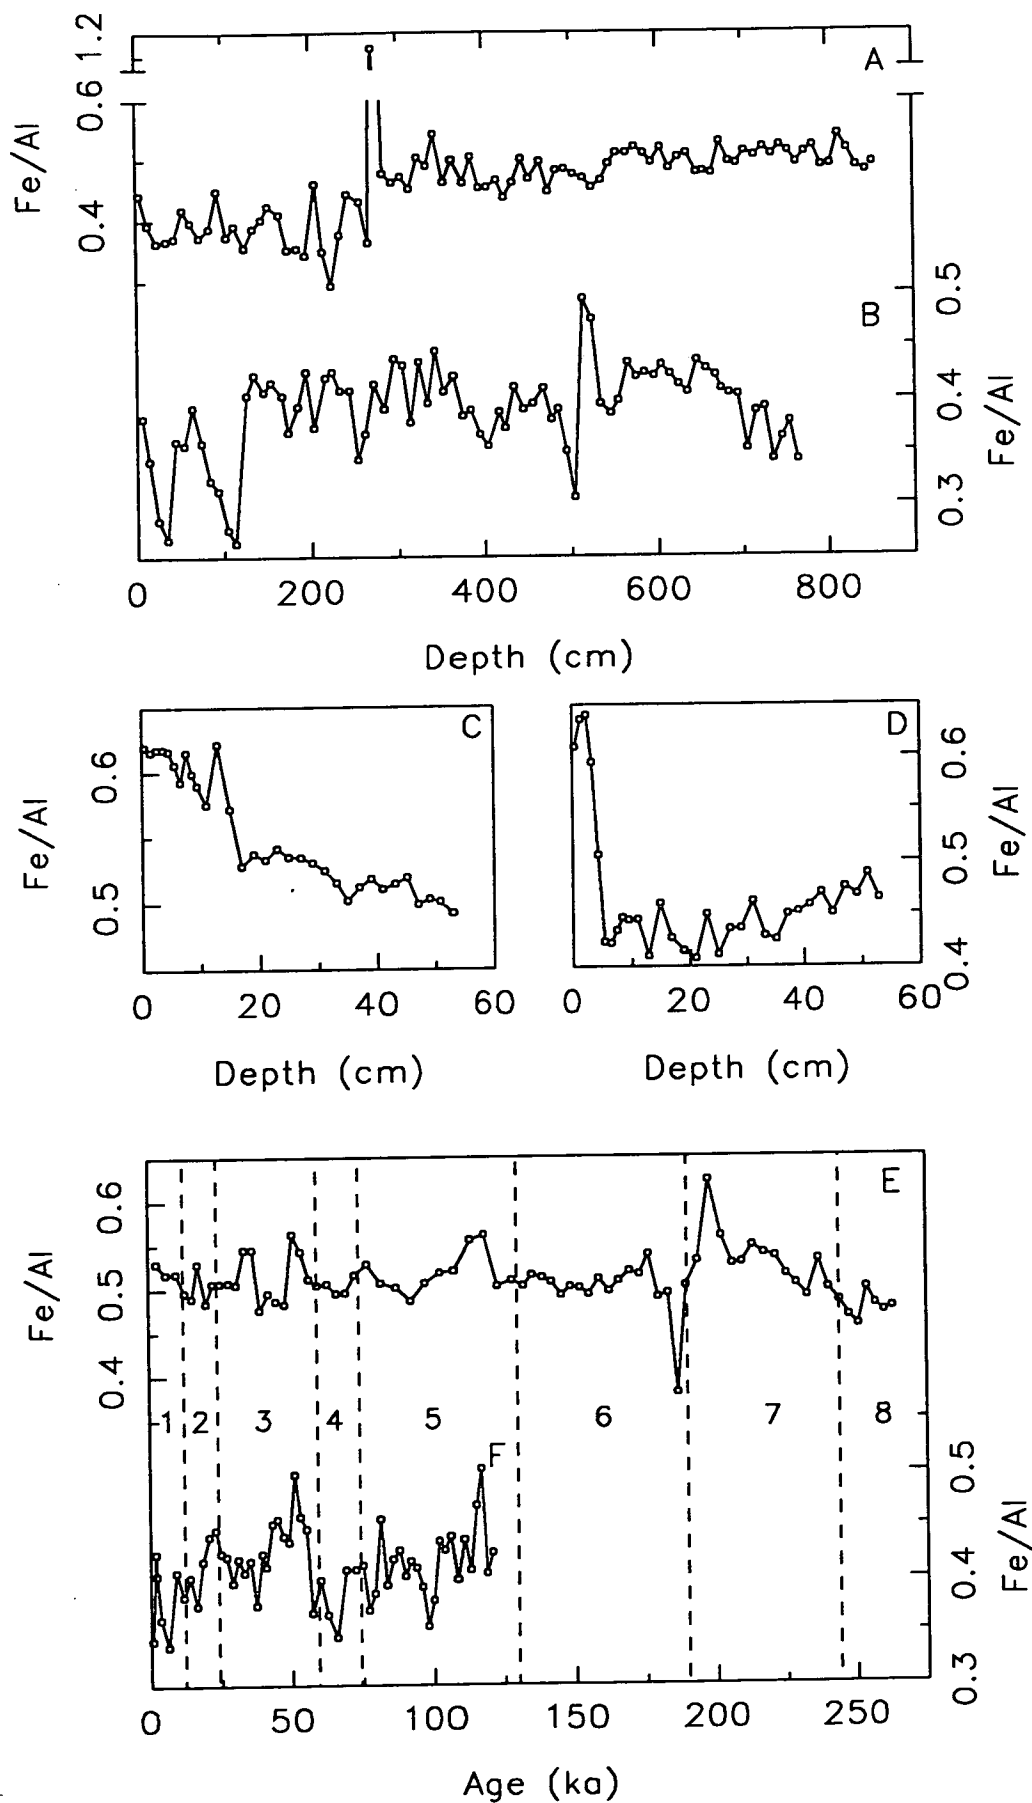 1.2
A
0.6
Fe/Al
0.4
0.5
B
0.4
Fe/Al
0.3
0 200 400 600 800
Depth (cm)
C D
0.6 0.6
Fe/Al Fe/Al
0.5 0.5
0.4
0 20 40 60 0 20 40 60
Depth (cm) Depth (cm)
E
0.6
Fe/Al
0.5
0.4
1 2 3 4 5 6 7 8
F
0.5
Fe/Al
0.4
0.3
0 50 100 150 200 250
Age (ka)